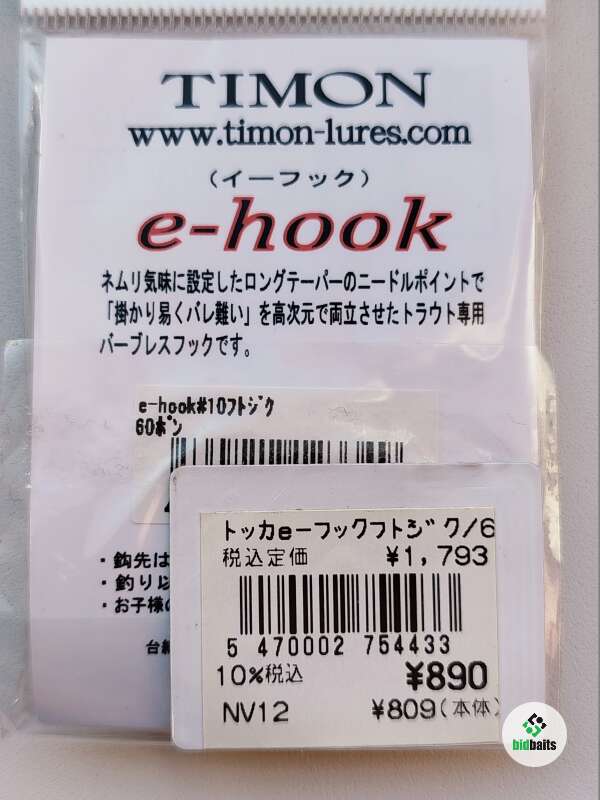 TIMON
www.timon-lures.com
(イーフック)
e-hook
ネムリ気味に設定したロングテーパーのニードルポイントで
「掛かり易くバレ難い」を高次元で両立させたトラウト専用
バーブレスフックです。
e-hook#10フトジク
60ホン
・鈎先は
・釣り以
・お子様の
台紙
トッカeーフックフトジク/6
税込定価 ¥1,793
5 470002 754433
10%税込 ¥890
NV12 ¥809(本体)
bidbaits